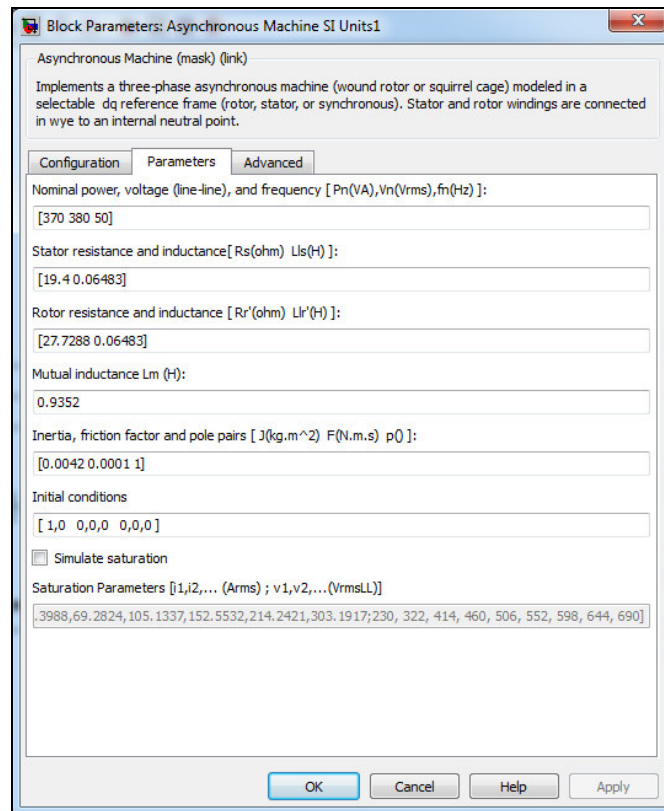 Block Parameters: Asynchronous Machine SI Units1
Asynchronous Machine (mask) (link)
Implements a three-phase asynchronous machine (wound rotor or squirrel cage) modeled in a
selectable dq reference frame (rotor, stator, or synchronous). Stator and rotor windings are connected
in wye to an internal neutral point.
Configuration Parameters Advanced
Nominal power, voltage (line-line), and frequency [ Pn(VA),Vn(Vrms),fn(Hz) ]:
[370 380 50]
Stator resistance and inductance[ Rs(ohm) Lls(H) ]:
[19.4 0.06483]
Rotor resistance and inductance [ Rr'(ohm) Llr'(H) ]:
[27.7288 0.06483]
Mutual inductance Lm (H):
0.9352
Inertia, friction factor and pole pairs [ J(kg.m^2) F(N.m.s) p() ]:
[0.0042 0.0001 1]
Initial conditions
[ 1,0 0,0,0 0,0,0 ]
Simulate saturation
Saturation Parameters [i1,i2,... (Arms) ; v1,v2,...(VrmsLL)]
.3988,69.2824,105.1337,152.5532,214.2421,303.1917;230, 322, 414, 460, 506, 552, 598, 644, 690]
OK Cancel Help Apply